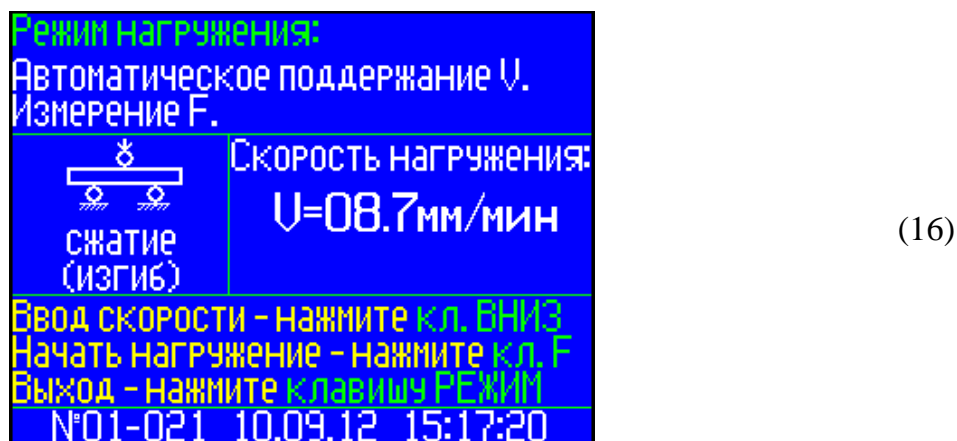 Режим нагружения:
Автоматическое поддержание V.
Измерение F.
Скорость нагружения:
V=08.7мм/мин
сжатие
(изгиб)
(16)
Ввод скорости - нажмите кл. ВНИЗ
Начать нагружение - нажмите кл. F
Выход - нажмите клавишу РЕЖИМ
№01-021 10.09.12 15:17:20